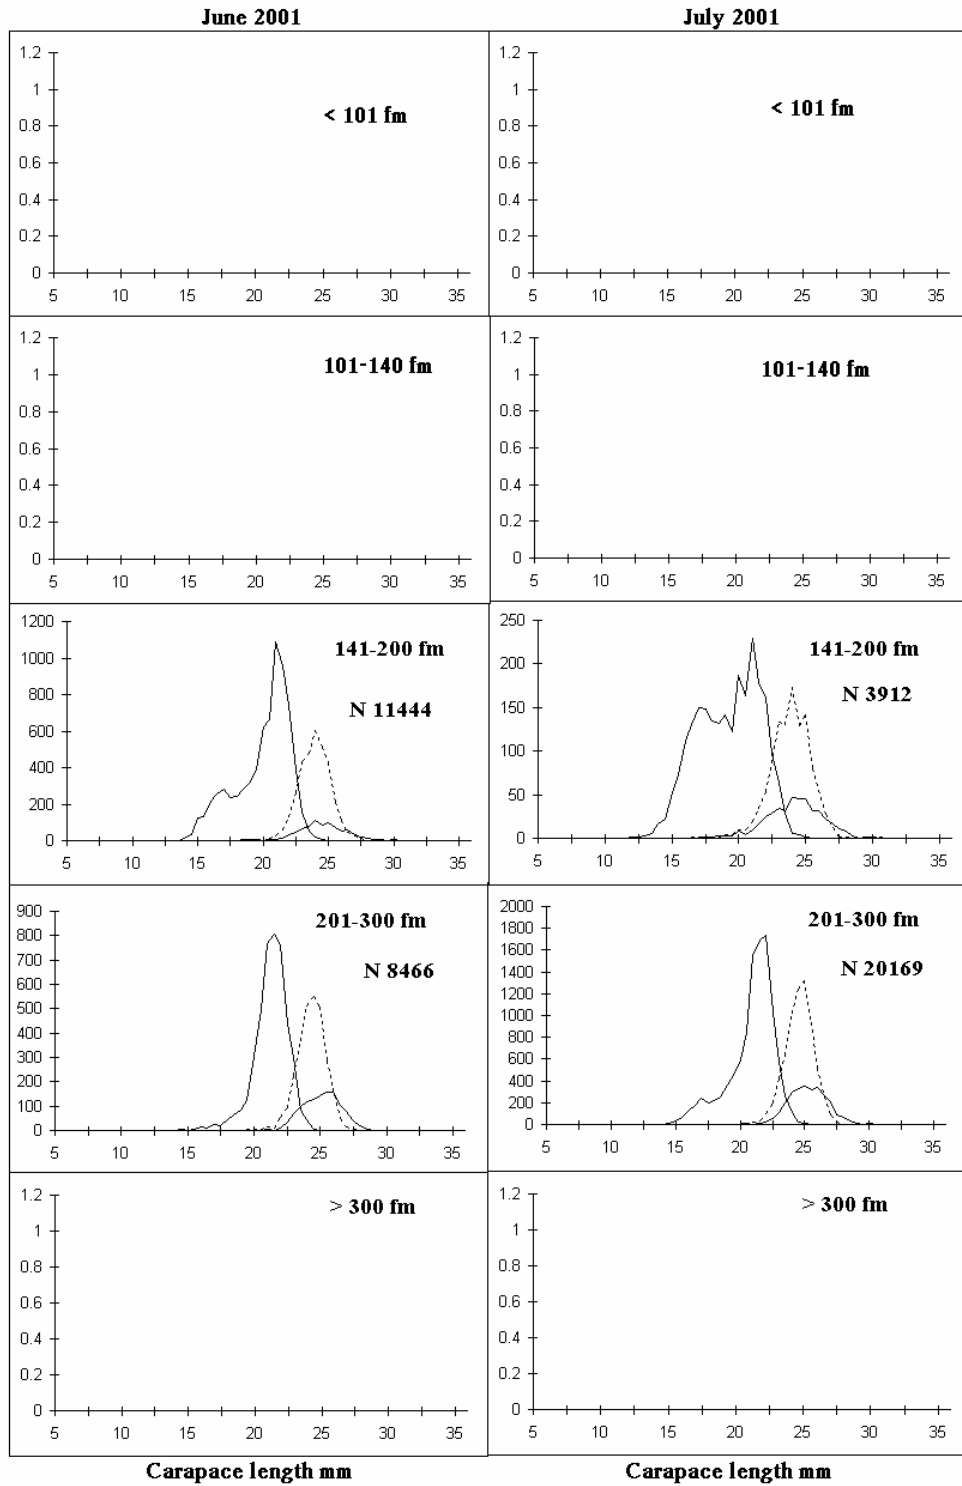 June 2001
July 2001
1.2
1
0.8
0.6
0.4
0.2
0
< 101 fm
5 10 15 20 25 30 35
1.2
1
0.8
0.6
0.4
0.2
0
< 101 fm
5 10 15 20 25 30 35
1.2
1
0.8
0.6
0.4
0.2
0
101-140 fm
5 10 15 20 25 30 35
1.2
1
0.8
0.6
0.4
0.2
0
101-140 fm
5 10 15 20 25 30 35
1200
1000
800
600
400
200
0
141-200 fm
N 11444
5 10 15 20 25 30 35
250
200
150
100
50
0
141-200 fm
N 3912
5 10 15 20 25 30 35
900
800
700
600
500
400
300
200
100
0
201-300 fm
N 8466
5 10 15 20 25 30 35
2000
1800
1600
1400
1200
1000
800
600
400
200
0
201-300 fm
N 20169
5 10 15 20 25 30 35
1.2
1
0.8
0.6
0.4
0.2
0
> 300 fm
5 10 15 20 25 30 35
1.2
1
0.8
0.6
0.4
0.2
0
> 300 fm
5 10 15 20 25 30 35
Carapace length mm
Carapace length mm